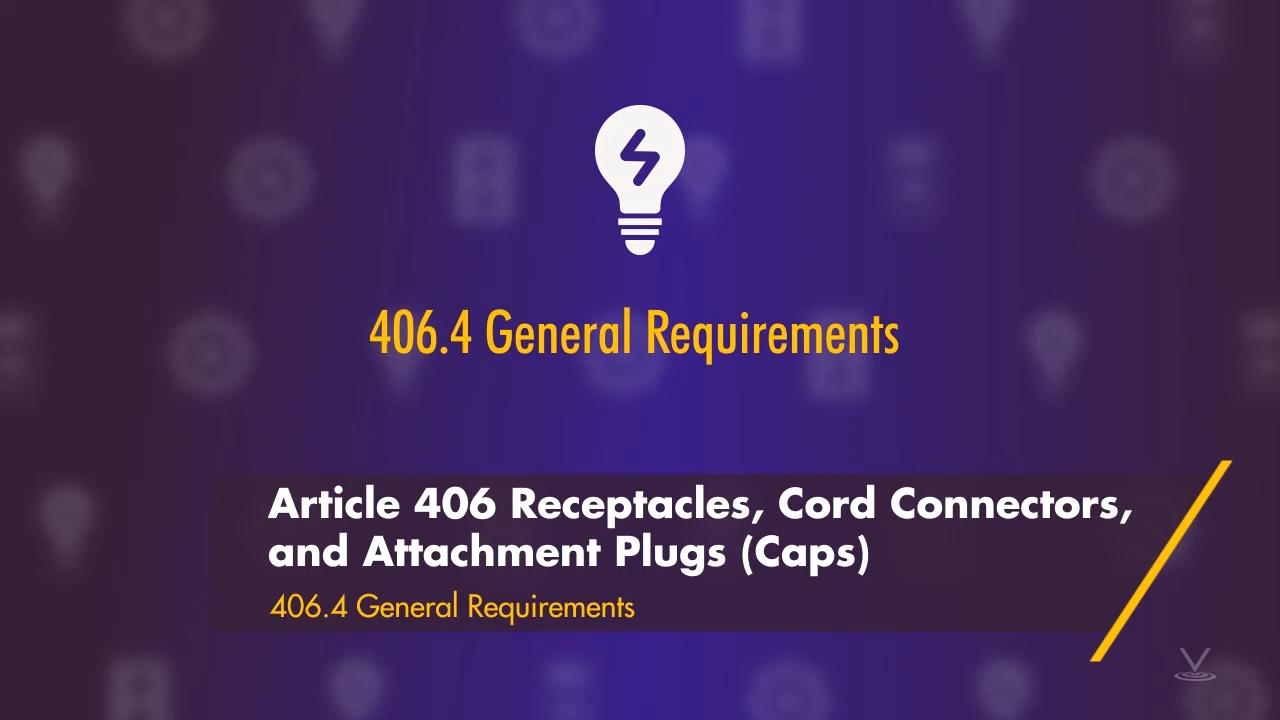 406.4 General Requirements
Article 406 Receptacles, Cord Connectors,
and Attachment Plugs (Caps)
406.4 General Requirements